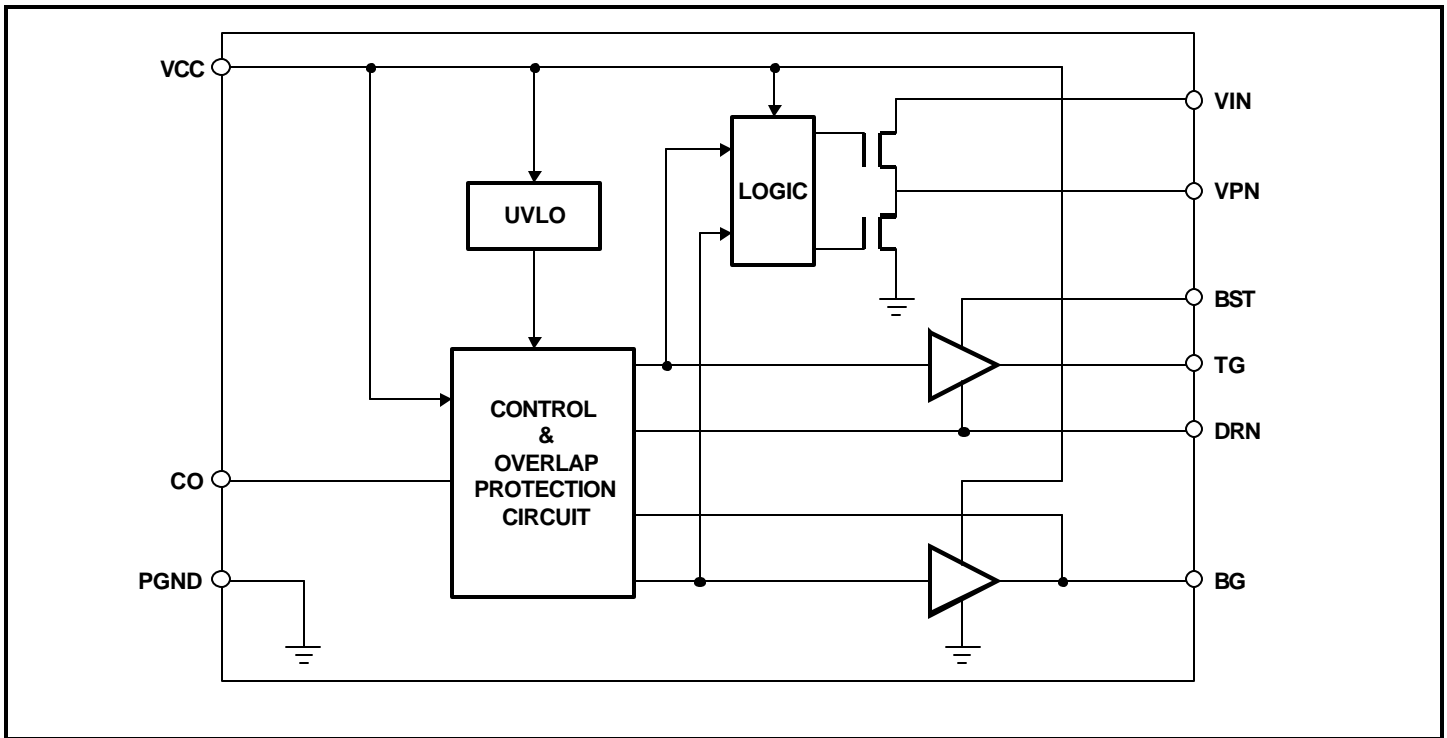 VCC
VIN
LOGIC
VPN
UVLO
BST
TG
CONTROL
&
OVERLAP
PROTECTION
CIRCUIT
DRN
CO
PGND
BG